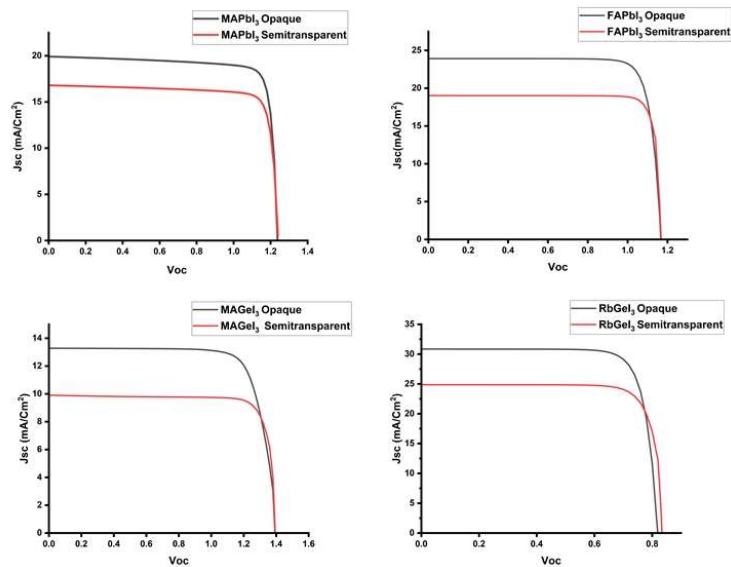 MAPbI₃ Opaque
MAPbI₃ Semitransparent
20
15
10
5
0
Jsc (mA/Cm²)
0.0 0.2 0.4 0.6 0.8 1.0 1.2 1.4
Voc
FAPbI₃ Opaque
FAPbI₃ Semitransparent
25
20
15
10
5
0
Jsc(mA/Cm²)
0.0 0.2 0.4 0.6 0.8 1.0 1.2
Voc
MAGeI₃ Opaque
MAGeI₃ Semitransparent
14
12
10
8
6
4
2
0
Jsc (mA/Cm²)
0.0 0.2 0.4 0.6 0.8 1.0 1.2 1.4 1.6
Voc
RbGeI₃ Opaque
RbGeI₃ Semitransparent
35
30
25
20
15
10
5
0
Jsc (mA/Cm²)
0.0 0.2 0.4 0.6 0.8
Voc